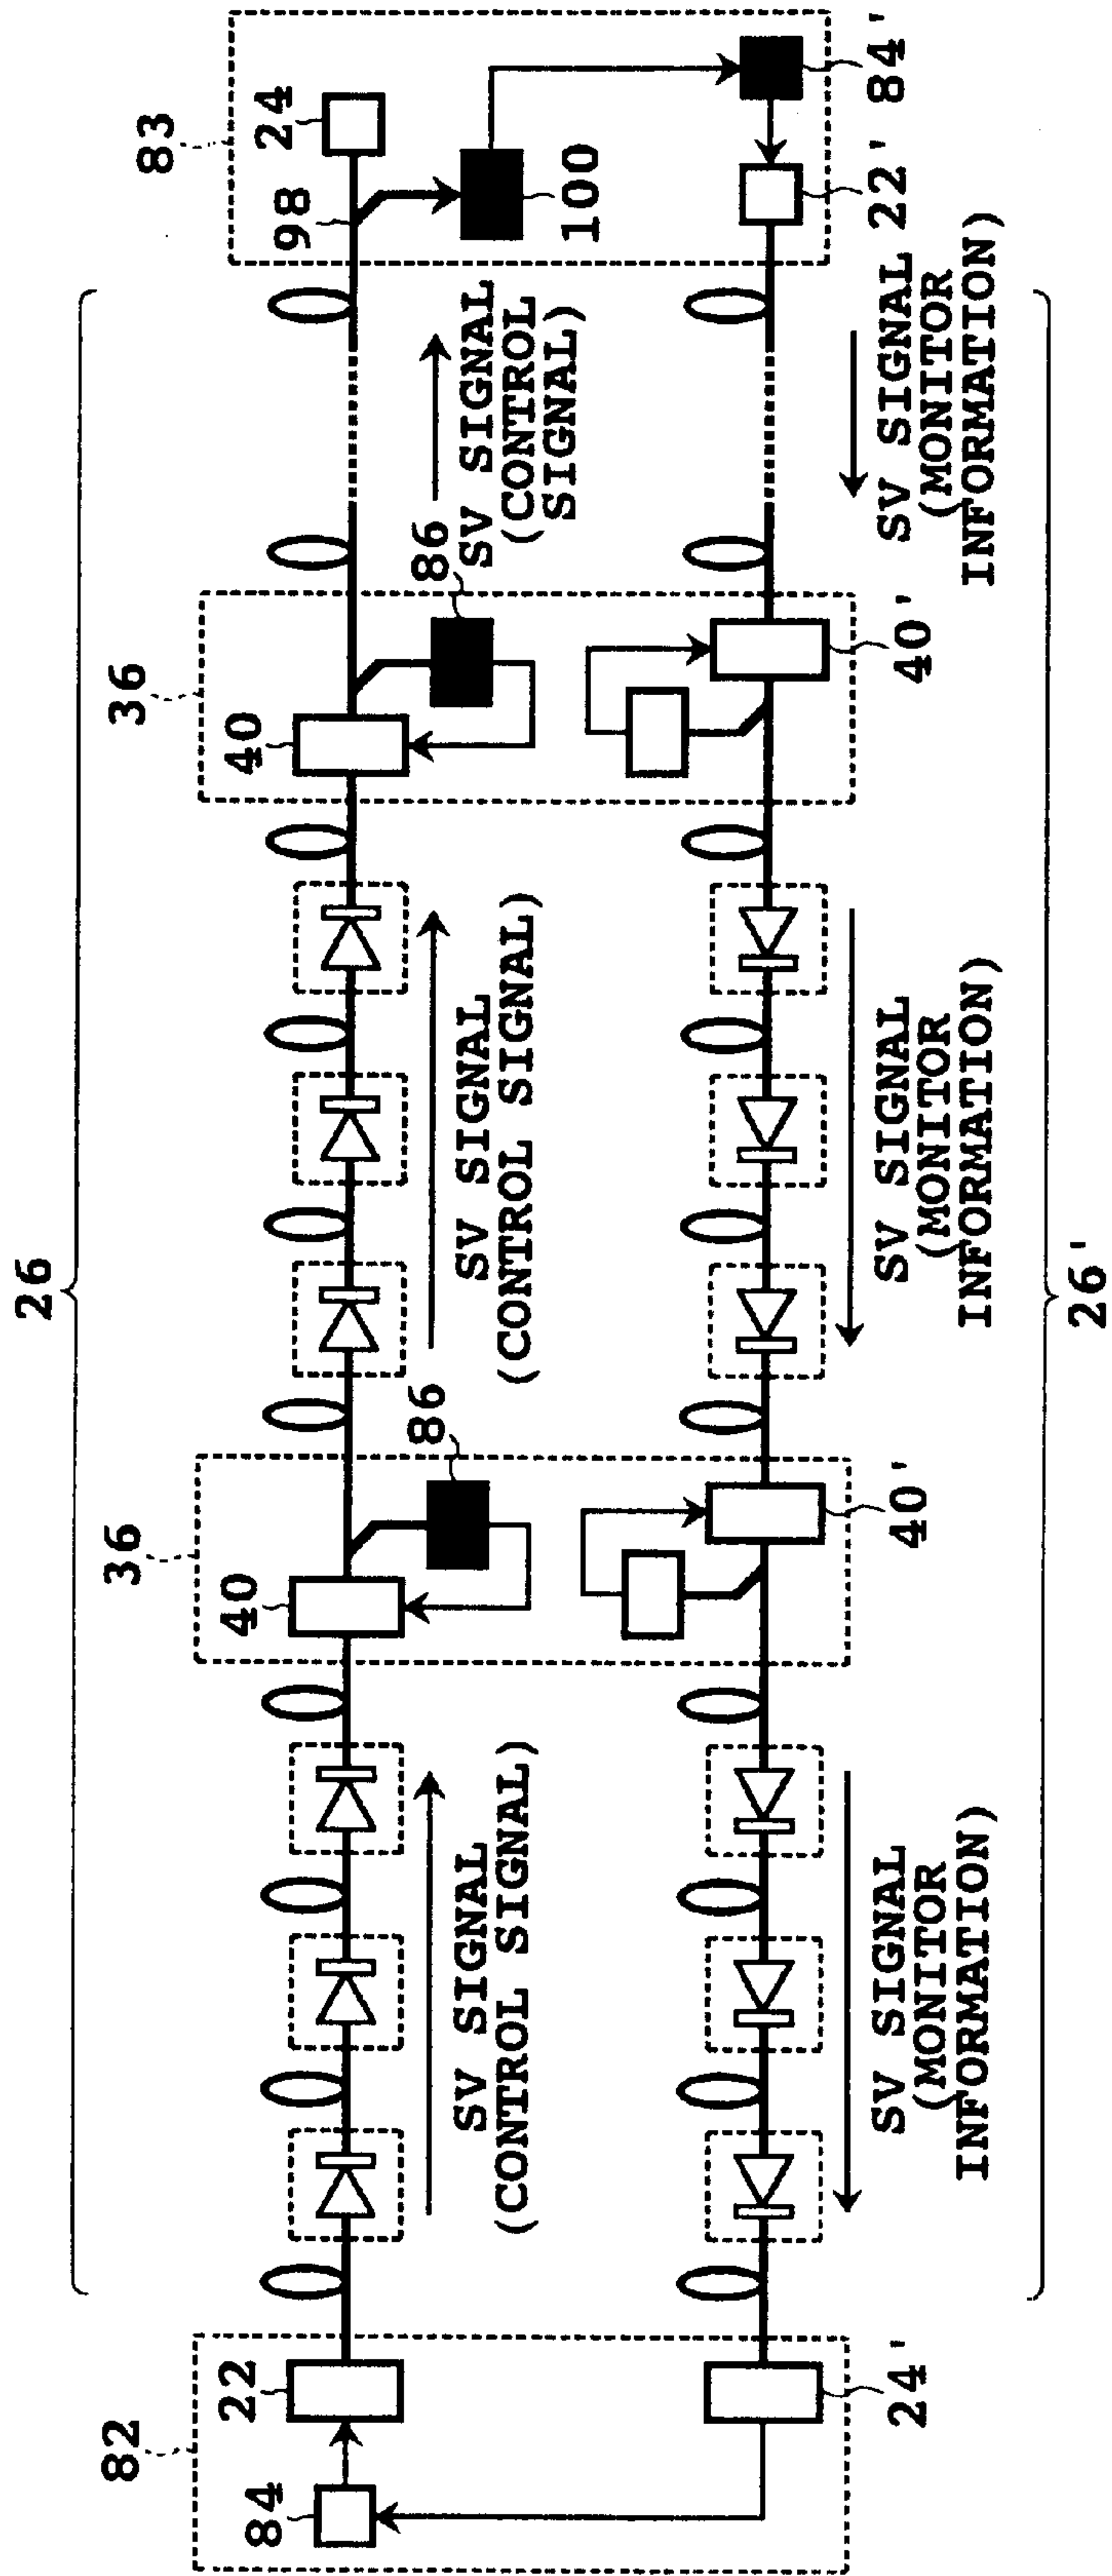 26
82
84
22
24'
SV SIGNAL
(CONTROL SIGNAL)
SV SIGNAL
(MONITOR
INFORMATION)
36
40
86
40'
SV SIGNAL
(CONTROL SIGNAL)
SV SIGNAL
(MONITOR
INFORMATION)
36
40
86
40'
SV SIGNAL
(CONTROL
SIGNAL)
SV SIGNAL
(MONITOR
INFORMATION)
83
98
24
100
22'
84'
26'